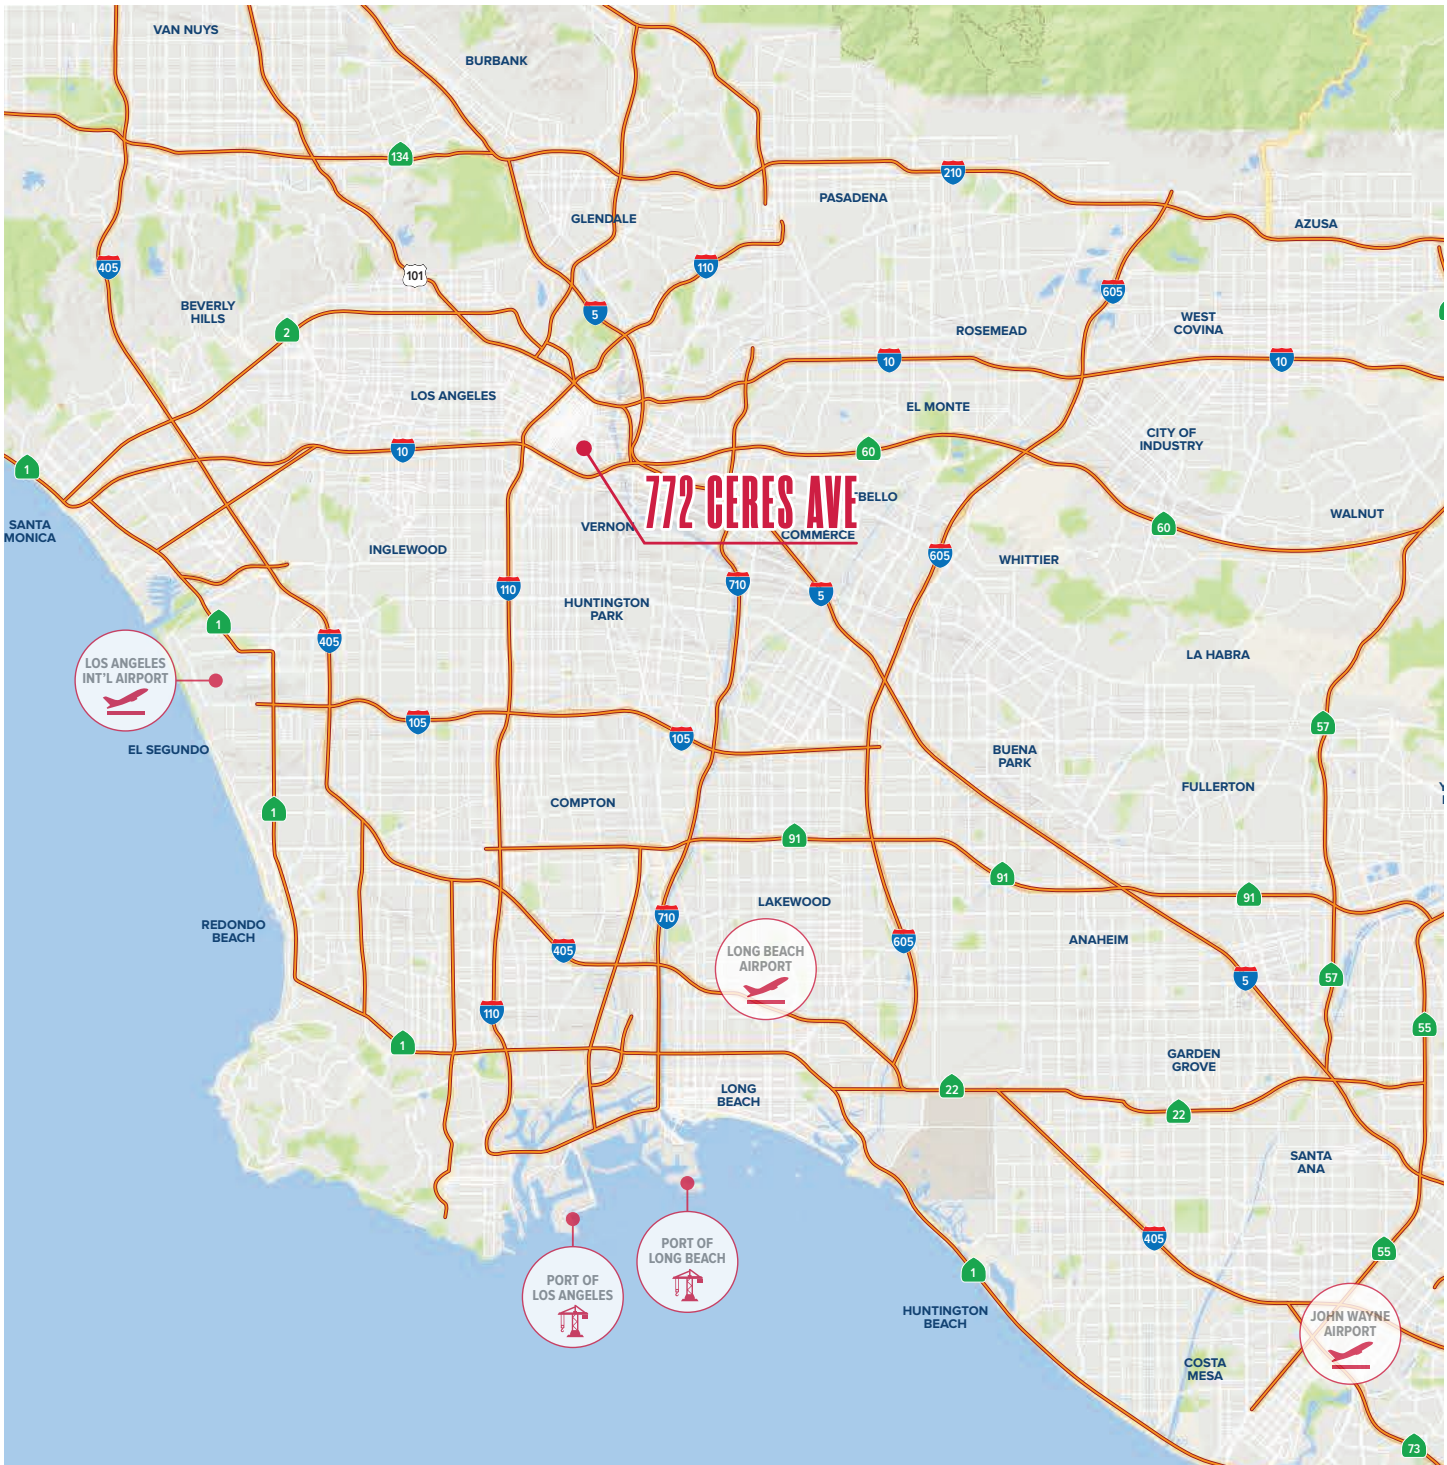 VAN NUYS
BURBANK
134
210
PASADENA
GLENDALE
AZUSA
405
101
110
605
BEVERLY
HILLS
2
5
ROSEMEAD
WEST
COVINA
10
10
LOS ANGELES
EL MONTE
CITY OF
INDUSTRY
10
60
1
772 CERES AVE
BELLO
WALNUT
SANTA
MONICA
VERNON
COMMERCE
60
INGLEWOOD
605
WHITTIER
110
710
5
HUNTINGTON
PARK
1
405
LA HABRA
LOS ANGELES
INT'L AIRPORT
105
105
57
EL SEGUNDO
BUENA
PARK
FULLERTON
COMPTON
1
91
91
91
LAKEWOOD
710
REDONDO
BEACH
605
ANAHEIM
405
LONG BEACH
AIRPORT
5
57
110
55
1
GARDEN
GROVE
LONG
BEACH
22
22
SANTA
ANA
405
55
PORT OF
LONG BEACH
1
PORT OF
LOS ANGELES
HUNTINGTON
BEACH
JOHN WAYNE
AIRPORT
COSTA
MESA
73